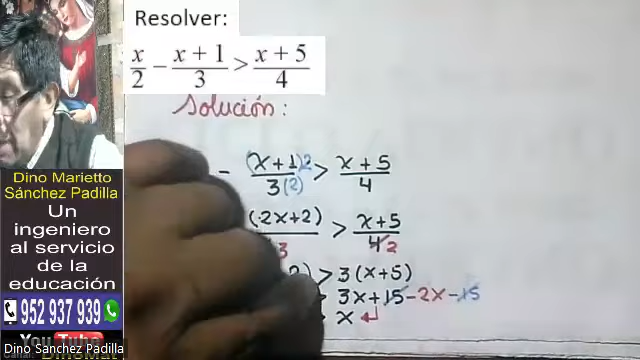 Resolver:
x/2 − (x + 1)/3 > (x + 5)/4
Solución:
− (x + 1)2 / 3(2) > (x + 5)/4
(2x+2) / 3 > (x+5) / 4 2
2) > 3(x+5)
3x+15-2x-15
x ↵
Dino Marietto
Sánchez Padilla
Un
ingeniero
al servicio
de la
educación
952 937 939
You Tube
Dino Sánchez Padilla